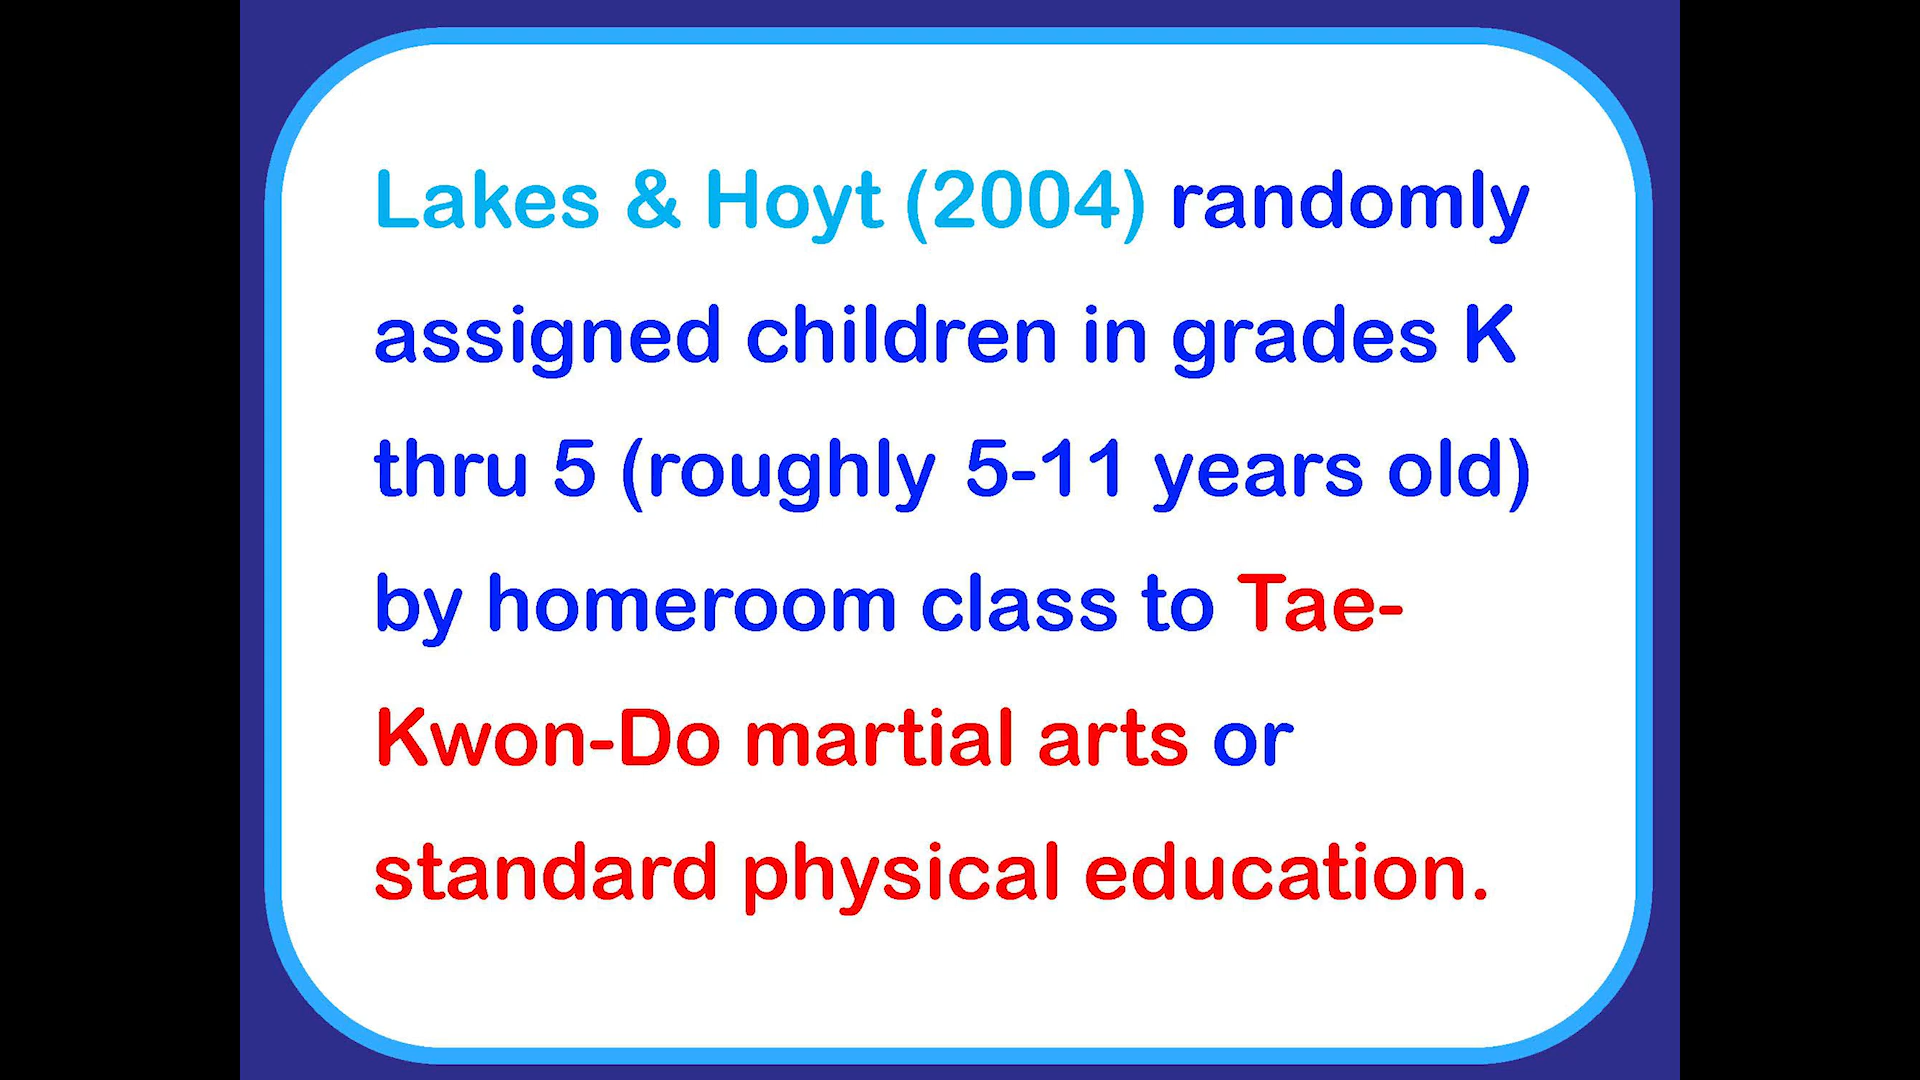 Lakes & Hoyt (2004) randomly
assigned children in grades K
thru 5 (roughly 5-11 years old)
by homeroom class to Tae-
Kwon-Do martial arts or
standard physical education.